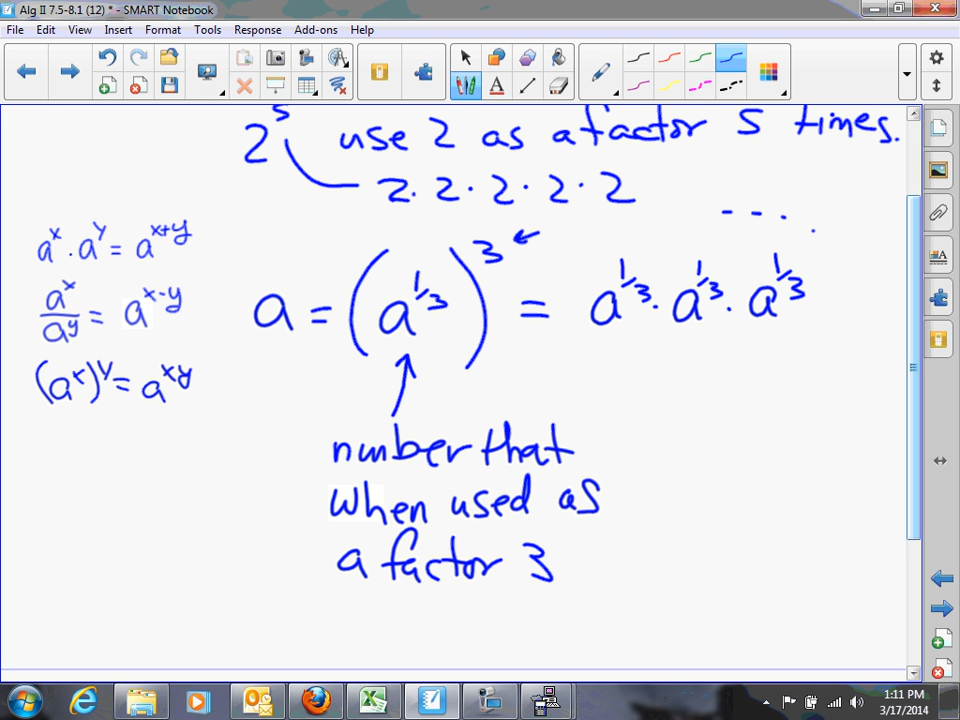 Alg II 7.5-8.1 (12) * - SMART Notebook
File Edit View Insert Format Tools Response Add-ons Help
2^5 use 2 as a factor 5 times.
2 · 2 · 2 · 2 · 2
a^x · a^y = a^(x+y)
a^x / a^y = a^(x-y)
(a^x)^y = a^(xy)
a = (a^(1/3))^3 = a^(1/3) · a^(1/3) · a^(1/3)
number that
when used as
a factor 3
1:11 PM
3/17/2014